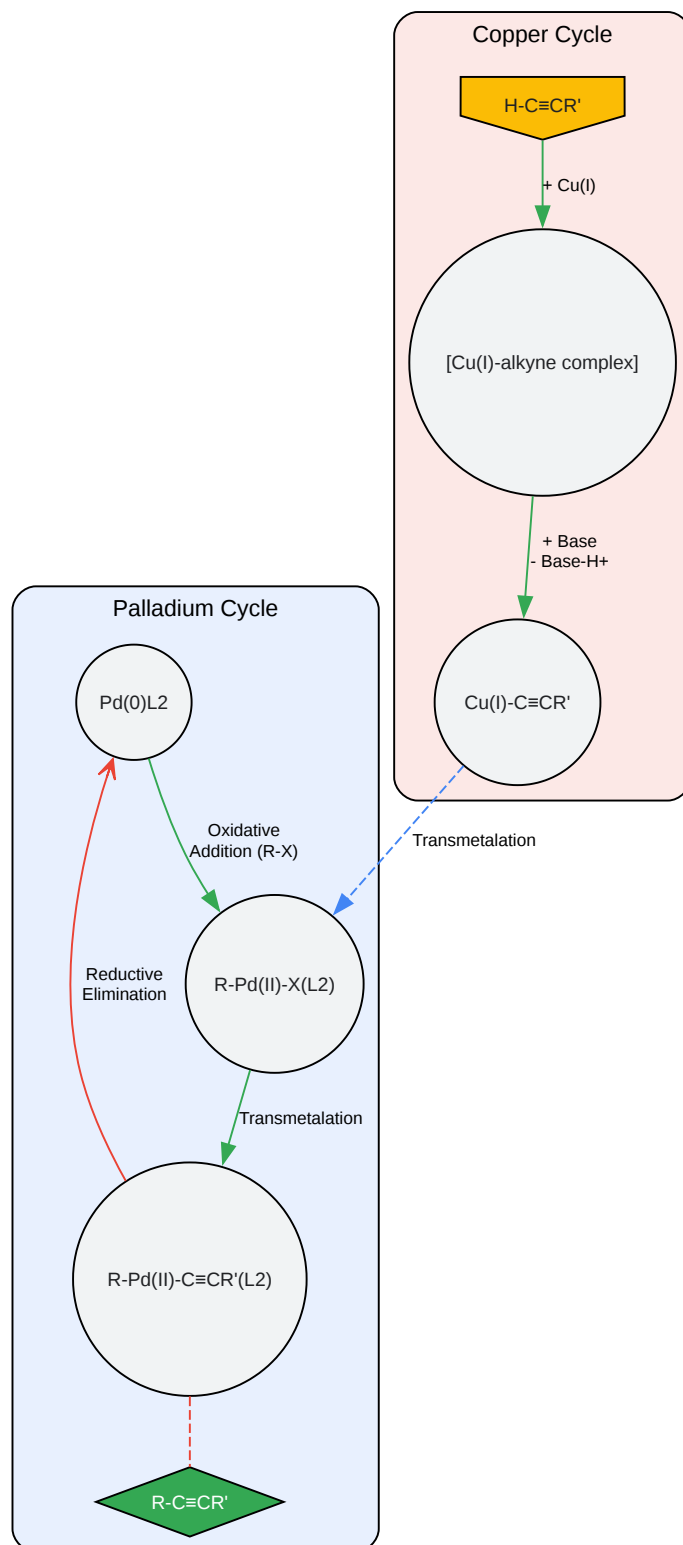 Copper Cycle
H-C≡CR'
+ Cu(I)
[Cu(I)-alkyne complex]
+ Base
- Base-H+
Palladium Cycle
Pd(0)L2
Cu(I)-C≡CR'
Oxidative
Addition (R-X)
Transmetalation
Reductive
Elimination
R-Pd(II)-X(L2)
Transmetalation
R-Pd(II)-C≡CR'(L2)
R-C≡CR'